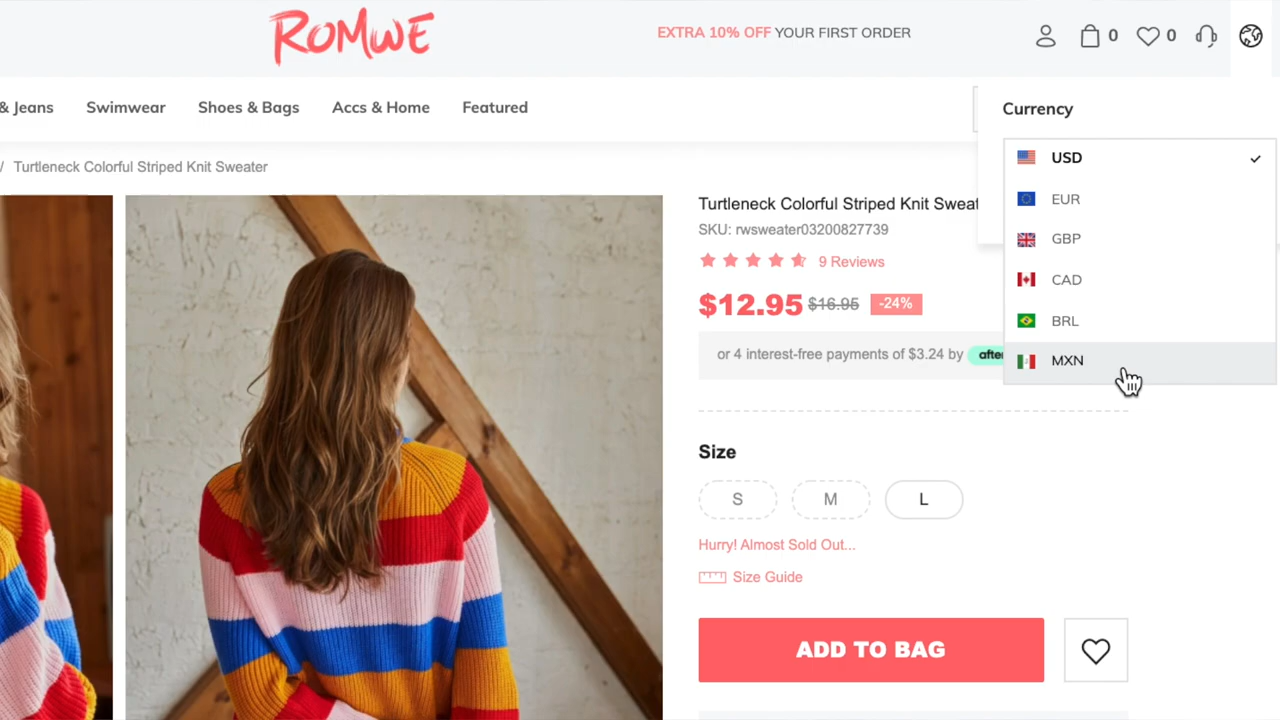 ROMWE
EXTRA 10% OFF YOUR FIRST ORDER
0
0
& Jeans
Swimwear
Shoes & Bags
Accs & Home
Featured
Currency
/ Turtleneck Colorful Striped Knit Sweater
USD
EUR
GBP
CAD
BRL
MXN
Turtleneck Colorful Striped Knit Sweat
SKU: rwsweater03200827739
9 Reviews
$12.95 $16.95 -24%
or 4 interest-free payments of $3.24 by after
Size
S
M
L
Hurry! Almost Sold Out...
Size Guide
ADD TO BAG